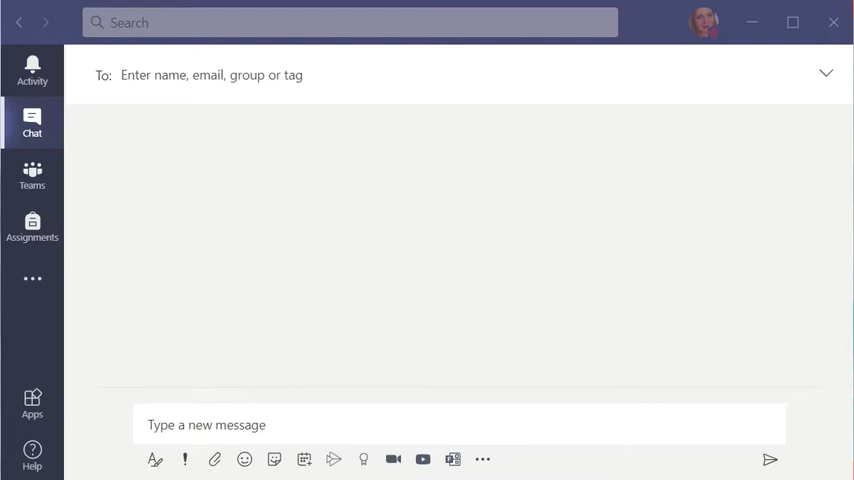 Search
Activity
Chat
Teams
Assignments
Apps
Help
To: Enter name, email, group or tag
Type a new message